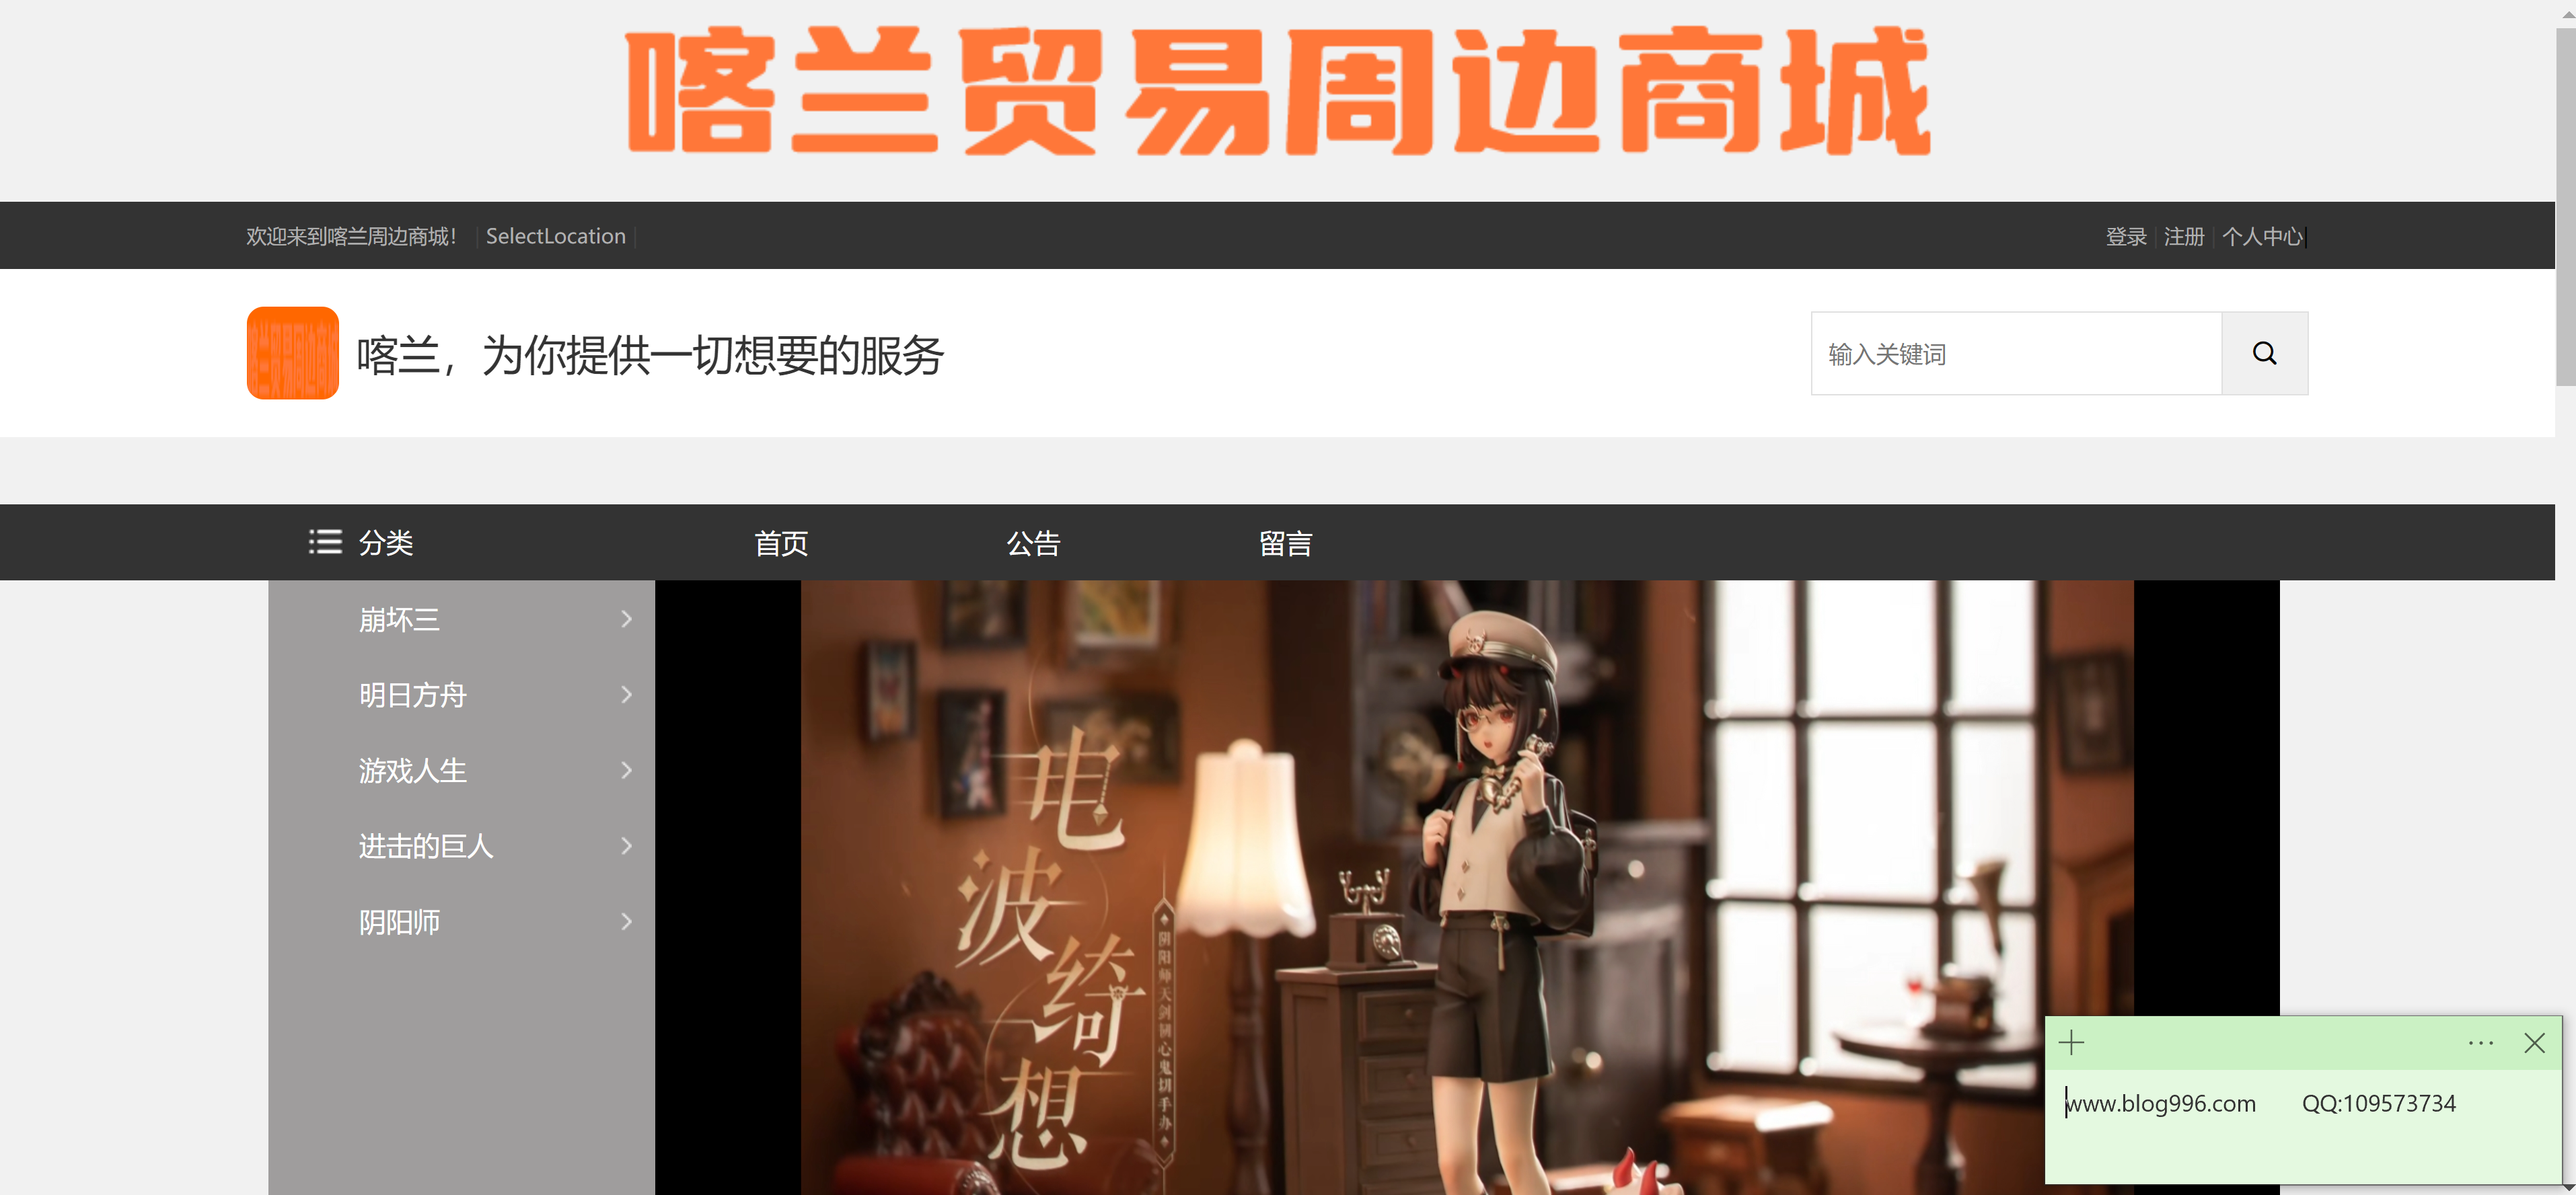 喀兰贸易周边商城
欢迎来到喀兰周边商城！ | SelectLocation |
登录 | 注册 | 个人中心
喀兰，为你提供一切想要的服务
输入关键词
分类 首页 公告 留言
崩坏三
明日方舟
游戏人生
进击的巨人
阴阳师
电波绮想
阴阳师天剑韧心鬼切手办
www.blog996.com QQ:109573734